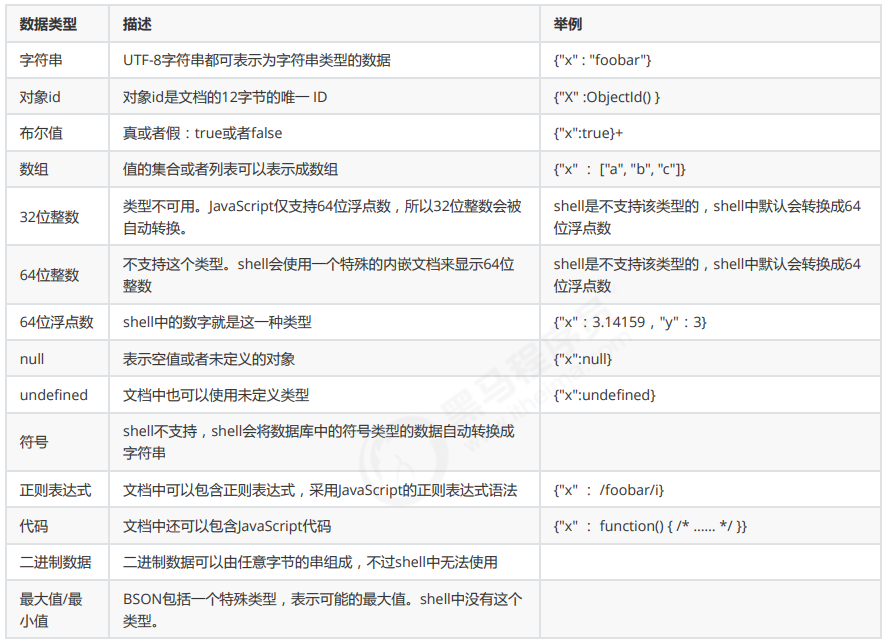 数据类型 描述 举例
字符串 UTF-8字符串都可表示为字符串类型的数据 {"x" : "foobar"}
对象id 对象id是文档的12字节的唯一 ID {"X" :ObjectId() }
布尔值 真或者假：true或者false {"x":true}+
数组 值的集合或者列表可以表示成数组 {"x" ： ["a", "b", "c"]}
32位整数 类型不可用。JavaScript仅支持64位浮点数，所以32位整数会被 shell是不支持该类型的，shell中默认会转换成64
自动转换。 位浮点数
64位整数 不支持这个类型。shell会使用一个特殊的内嵌文档来显示64位 shell是不支持该类型的，shell中默认会转换成64
整数 位浮点数
64位浮点数 shell中的数字就是这一种类型 {"x"：3.14159，"y"：3}
null 表示空值或者未定义的对象 {"x":null}
undefined 文档中也可以使用未定义类型 {"x":undefined}
符号 shell不支持，shell会将数据库中的符号类型的数据自动转换成
字符串
正则表达式 文档中可以包含正则表达式，采用JavaScript的正则表达式语法 {"x" ： /foobar/i}
代码 文档中还可以包含JavaScript代码 {"x" ： function() { /* …… */ }}
二进制数据 二进制数据可以由任意字节的串组成，不过shell中无法使用
最大值/最 BSON包括一个特殊类型，表示可能的最大值。shell中没有这个
小值 类型。
黑马程序员